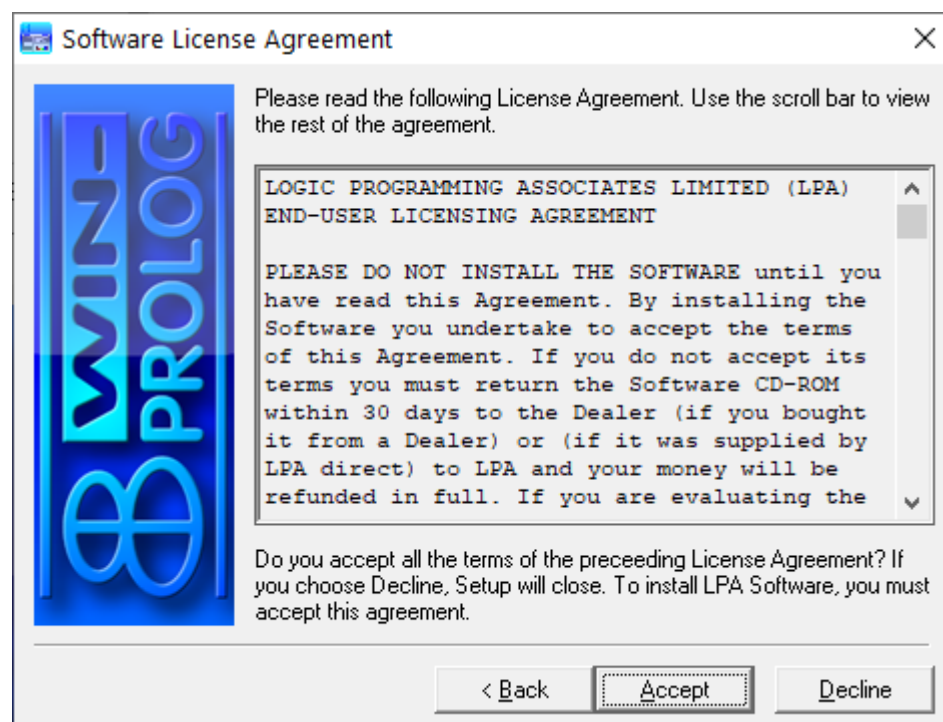 Software License Agreement
WIN-
PROLOG
Please read the following License Agreement. Use the scroll bar to view
the rest of the agreement.
LOGIC PROGRAMMING ASSOCIATES LIMITED (LPA)
END-USER LICENSING AGREEMENT
PLEASE DO NOT INSTALL THE SOFTWARE until you
have read this Agreement. By installing the
Software you undertake to accept the terms
of this Agreement. If you do not accept its
terms you must return the Software CD-ROM
within 30 days to the Dealer (if you bought
it from a Dealer) or (if it was supplied by
LPA direct) to LPA and your money will be
refunded in full. If you are evaluating the
Do you accept all the terms of the preceeding License Agreement? If
you choose Decline, Setup will close. To install LPA Software, you must
accept this agreement.
< Back
Accept
Decline